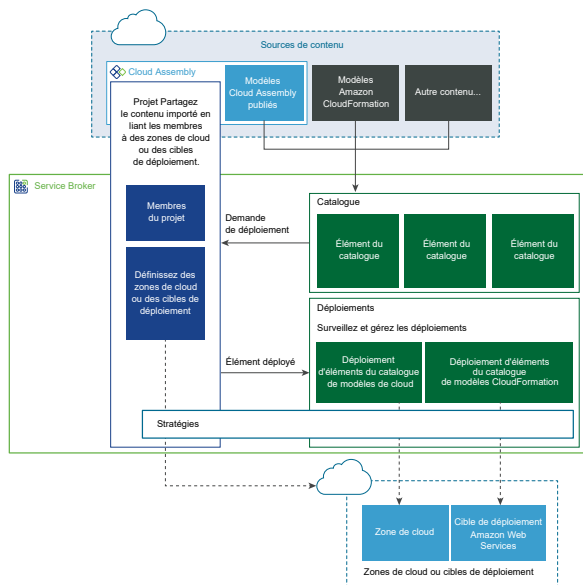 Sources de contenu
Cloud Assembly
Modèles
Cloud Assembly
publiés
Modèles
Amazon
CloudFormation
Autre contenu...
Projet Partagez
le contenu importé en
liant les membres
à des zones de cloud
ou des cibles
de déploiement.
Service Broker
Membres
du projet
Définissez des
zones de cloud
ou des cibles de
déploiement
Demande
de déploiement
Catalogue
Élément du
catalogue
Élément du
catalogue
Élément du
catalogue
Déploiements
Surveillez et gérez les déploiements
Élément déployé
Déploiement
d'éléments du catalogue
de modèles de cloud
Déploiement d'éléments
du catalogue
de modèles CloudFormation
Stratégies
Zone de cloud
Cible de déploiement
Amazon Web
Services
Zones de cloud ou cibles de déploiement